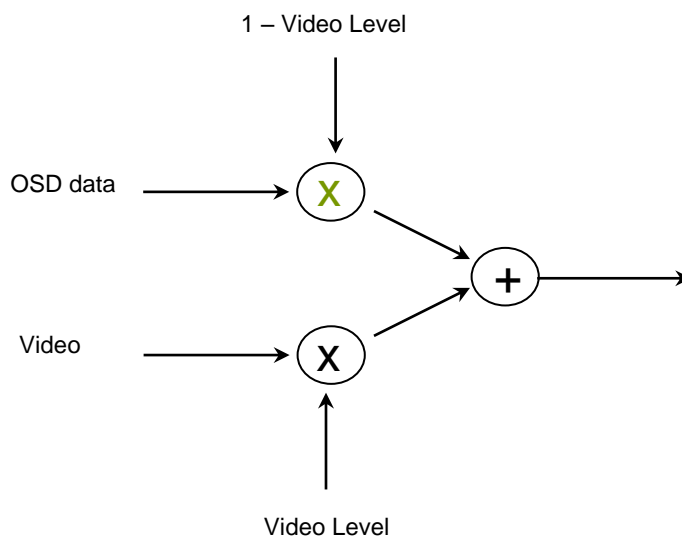 1 – Video Level
OSD data
X
+
Video
X
Video Level